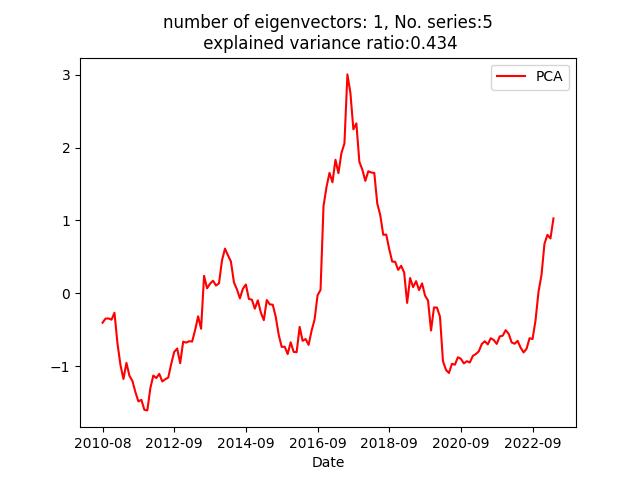 number of eigenvectors: 1, No. series:5
explained variance ratio:0.434
PCA
3
2
1
0
−1
2010-08 2012-09 2014-09 2016-09 2018-09 2020-09 2022-09
Date